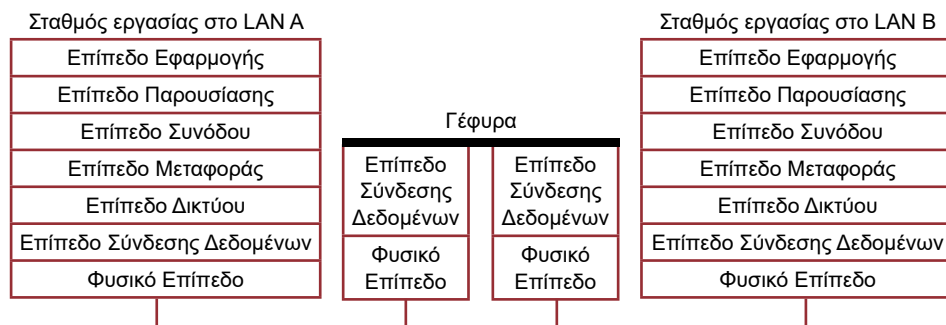 Σταθμός εργασίας στο LAN A
Επίπεδο Εφαρμογής
Επίπεδο Παρουσίασης
Επίπεδο Συνόδου
Επίπεδο Μεταφοράς
Επίπεδο Δικτύου
Επίπεδο Σύνδεσης Δεδομένων
Φυσικό Επίπεδο
Γέφυρα
Επίπεδο
Σύνδεσης
Δεδομένων
Φυσικό
Επίπεδο
Επίπεδο
Σύνδεσης
Δεδομένων
Φυσικό
Επίπεδο
Σταθμός εργασίας στο LAN B
Επίπεδο Εφαρμογής
Επίπεδο Παρουσίασης
Επίπεδο Συνόδου
Επίπεδο Μεταφοράς
Επίπεδο Δικτύου
Επίπεδο Σύνδεσης Δεδομένων
Φυσικό Επίπεδο